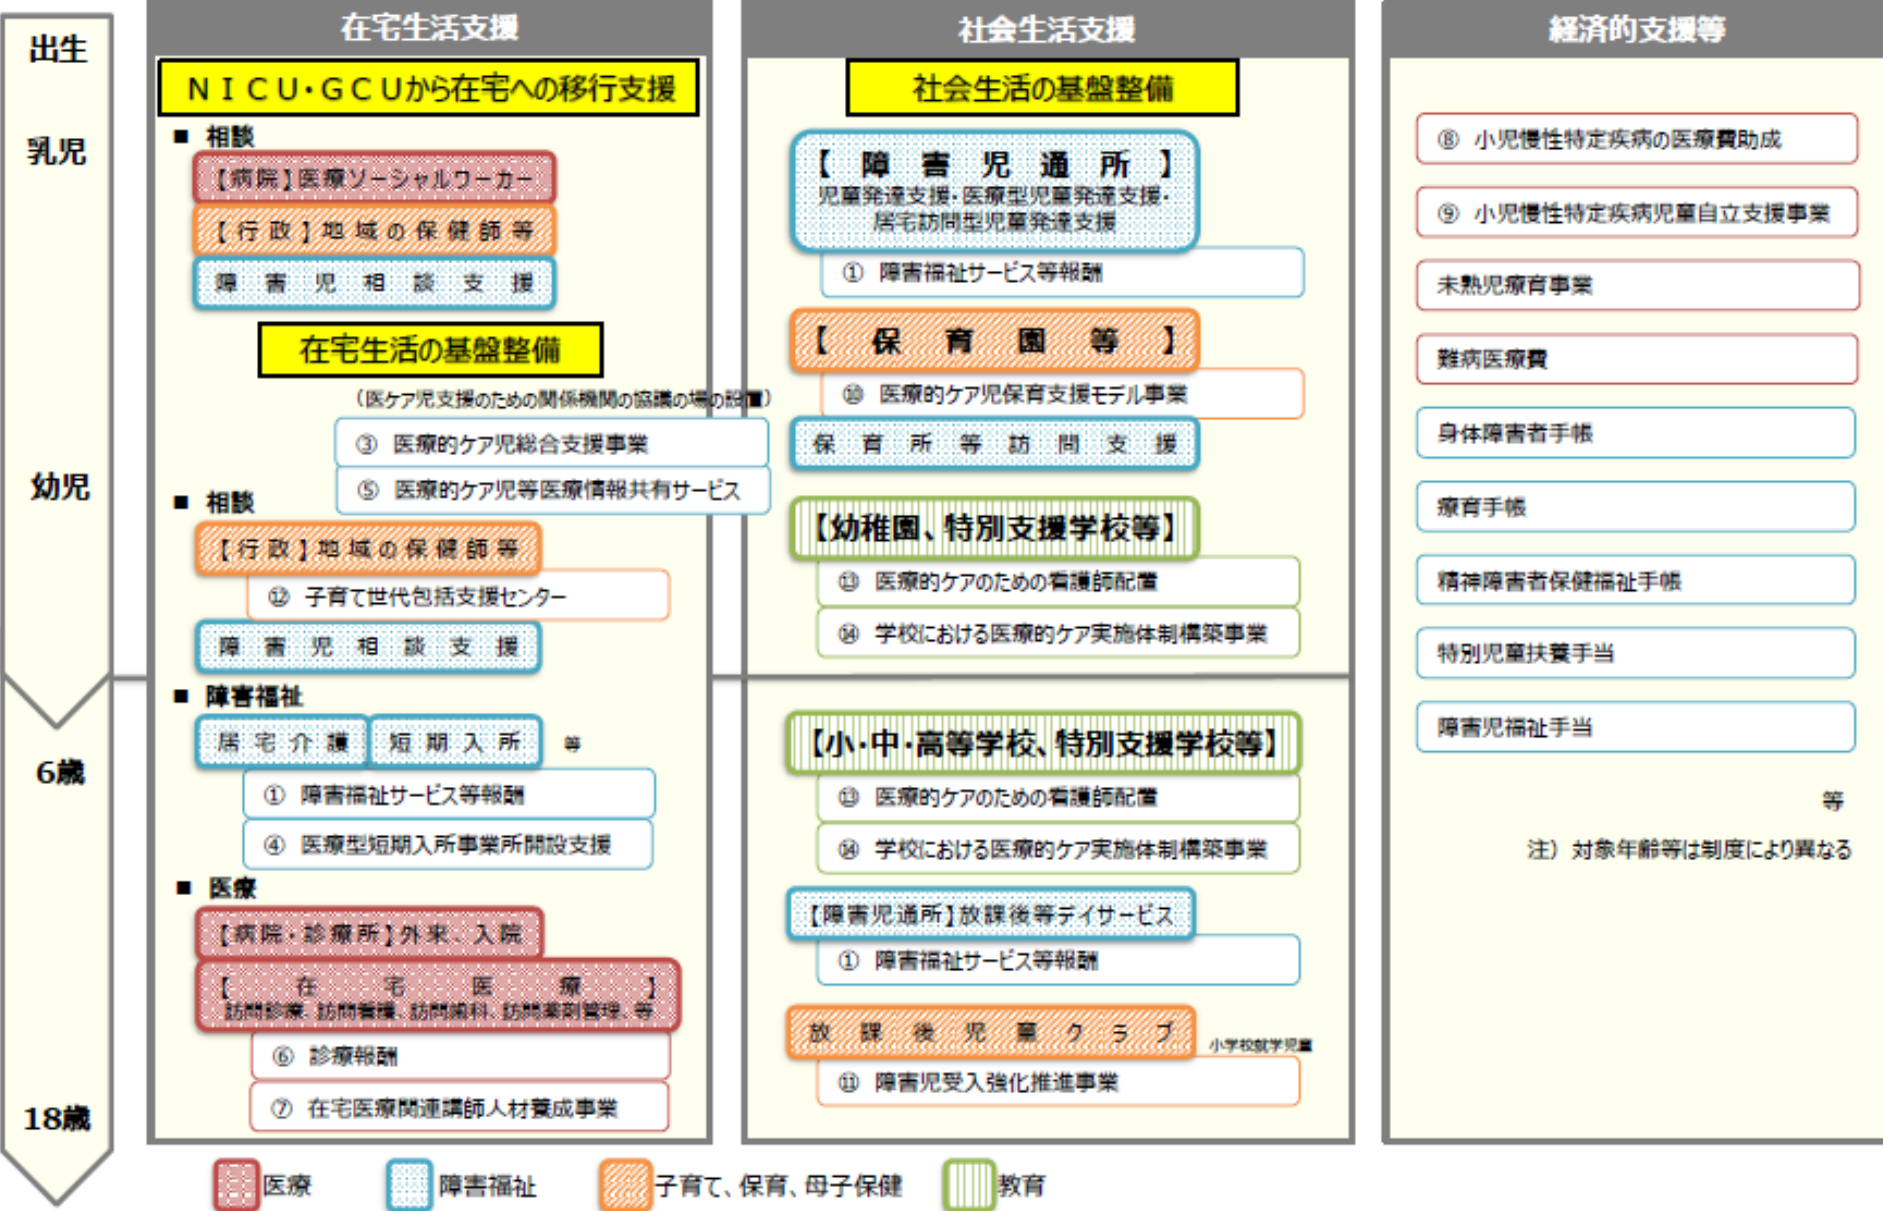 出生
乳児
幼児
6歳
18歳
在宅生活支援
ＮＩＣＵ・ＧＣＵから在宅への移行支援
■ 相談
【病院】医療ソーシャルワーカー
【行政】地域の保健師等
障害児相談支援
在宅生活の基盤整備
（医ケア児支援のための関係機関の協議の場の設置）
③ 医療的ケア児総合支援事業
⑤ 医療的ケア児等医療情報共有サービス
■ 相談
【行政】地域の保健師等
⑫ 子育て世代包括支援センター
障害児相談支援
■ 障害福祉
居宅介護 短期入所 等
① 障害福祉サービス等報酬
④ 医療型短期入所事業所開設支援
■ 医療
【病院・診療所】外来、入院
【在宅医療】
訪問診療、訪問看護、訪問歯科、訪問薬剤管理、等
⑥ 診療報酬
⑦ 在宅医療関連講師人材養成事業
社会生活支援
社会生活の基盤整備
【障害児通所】
児童発達支援・医療型児童発達支援・
居宅訪問型児童発達支援
① 障害福祉サービス等報酬
【保育園等】
⑩ 医療的ケア児保育支援モデル事業
保育所等訪問支援
【幼稚園、特別支援学校等】
⑬ 医療的ケアのための看護師配置
⑭ 学校における医療的ケア実施体制構築事業
【小・中・高等学校、特別支援学校等】
⑬ 医療的ケアのための看護師配置
⑭ 学校における医療的ケア実施体制構築事業
【障害児通所】放課後等デイサービス
① 障害福祉サービス等報酬
放課後児童クラブ 小学校就学児童
⑪ 障害児受入強化推進事業
経済的支援等
⑧ 小児慢性特定疾病の医療費助成
⑨ 小児慢性特定疾病児童自立支援事業
未熟児療育事業
難病医療費
身体障害者手帳
療育手帳
精神障害者保健福祉手帳
特別児童扶養手当
障害児福祉手当
等
注）対象年齢等は制度により異なる
医療 障害福祉 子育て、保育、母子保健 教育